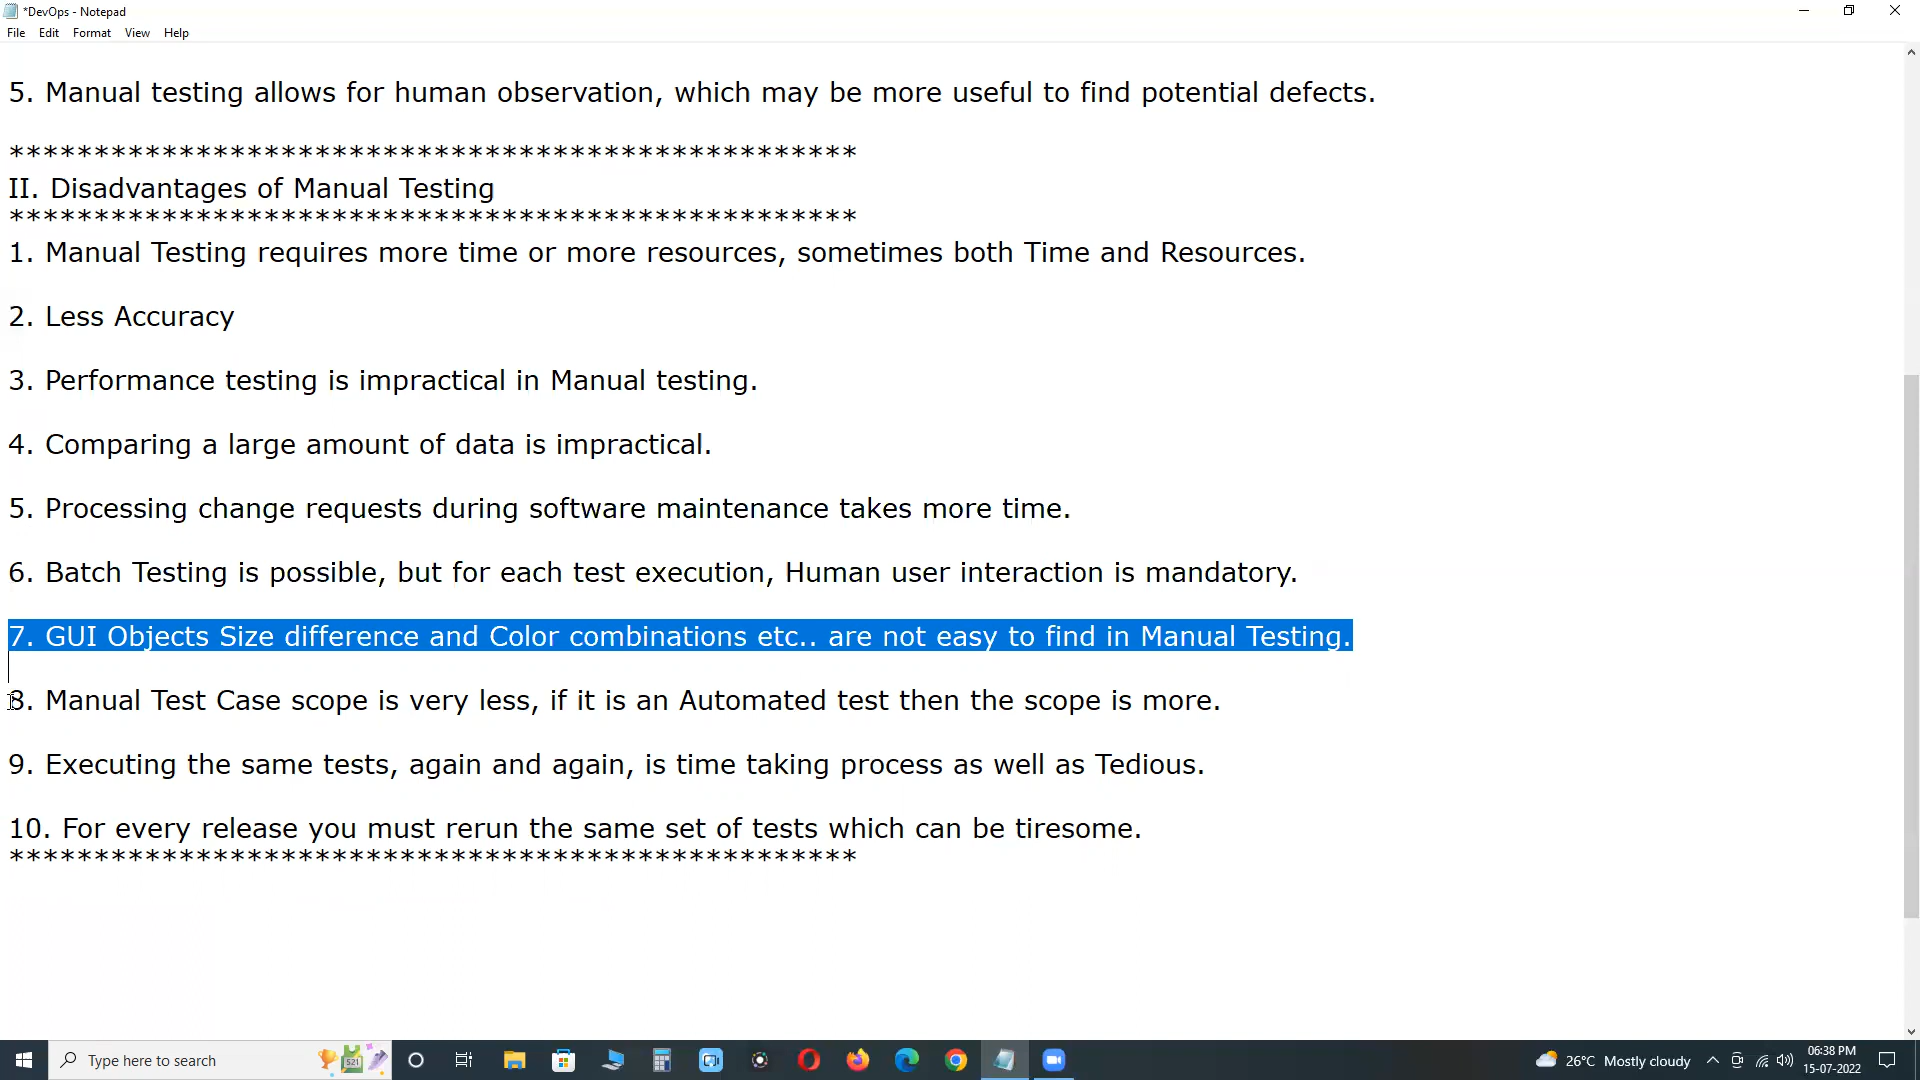 *DevOps - Notepad
File Edit Format View Help
5. Manual testing allows for human observation, which may be more useful to find potential defects.
**************************************************
II. Disadvantages of Manual Testing
**************************************************
1. Manual Testing requires more time or more resources, sometimes both Time and Resources.
2. Less Accuracy
3. Performance testing is impractical in Manual testing.
4. Comparing a large amount of data is impractical.
5. Processing change requests during software maintenance takes more time.
6. Batch Testing is possible, but for each test execution, Human user interaction is mandatory.
7. GUI Objects Size difference and Color combinations etc.. are not easy to find in Manual Testing.
8. Manual Test Case scope is very less, if it is an Automated test then the scope is more.
9. Executing the same tests, again and again, is time taking process as well as Tedious.
10. For every release you must rerun the same set of tests which can be tiresome.
**************************************************
Type here to search
26°C Mostly cloudy
06:38 PM
15-07-2022